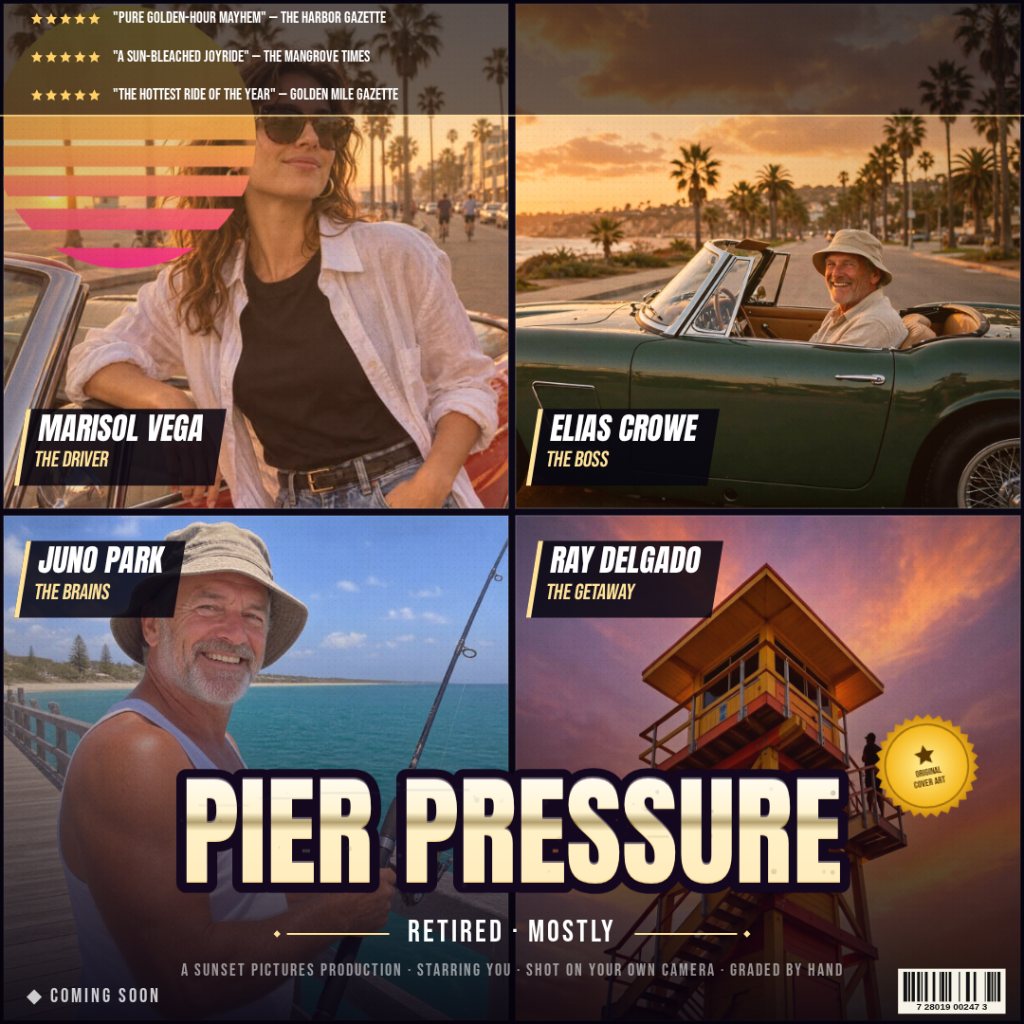 ★★★★★ "PURE GOLDEN-HOUR MAYHEM" — THE HARBOR GAZETTE
★★★★★ "A SUN-BLEACHED JOYRIDE" — THE MANGROVE TIMES
★★★★★ "THE HOTTEST RIDE OF THE YEAR" — GOLDEN MILE GAZETTE
MARISOL VEGA
THE DRIVER
ELIAS CROWE
THE BOSS
JUNO PARK
THE BRAINS
RAY DELGADO
THE GETAWAY
ORIGINAL
COVER ART
PIER PRESSURE
RETIRED · MOSTLY
A SUNSET PICTURES PRODUCTION · STARRING YOU · SHOT ON YOUR OWN CAMERA · GRADED BY HAND
◆ COMING SOON
7 28019 00247 3